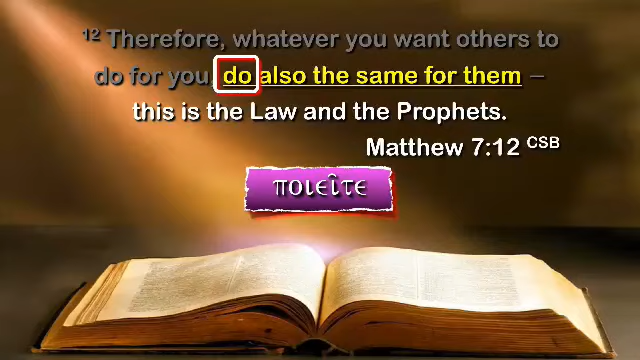 12 Therefore, whatever you want others to
do for you, do also the same for them –
this is the Law and the Prophets.
Matthew 7:12 CSB
ποιεῖτε